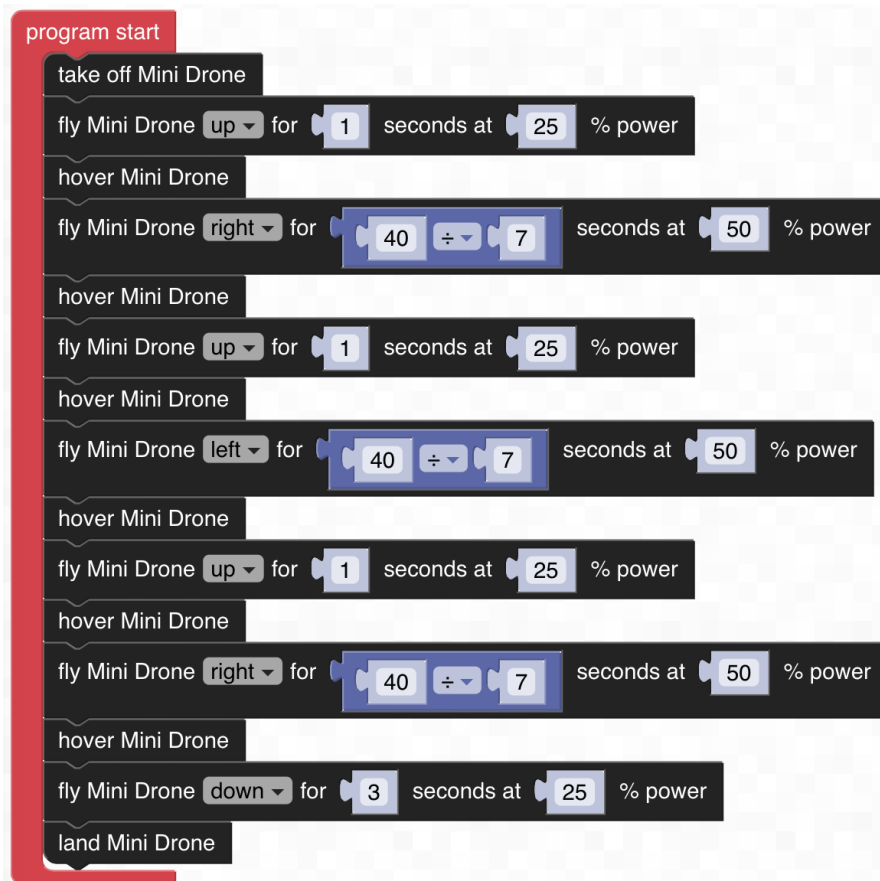 program start
take off Mini Drone
fly Mini Drone up for 1 seconds at 25 % power
hover Mini Drone
fly Mini Drone right for 40 ÷ 7 seconds at 50 % power
hover Mini Drone
fly Mini Drone up for 1 seconds at 25 % power
hover Mini Drone
fly Mini Drone left for 40 ÷ 7 seconds at 50 % power
hover Mini Drone
fly Mini Drone up for 1 seconds at 25 % power
hover Mini Drone
fly Mini Drone right for 40 ÷ 7 seconds at 50 % power
hover Mini Drone
fly Mini Drone down for 3 seconds at 25 % power
land Mini Drone